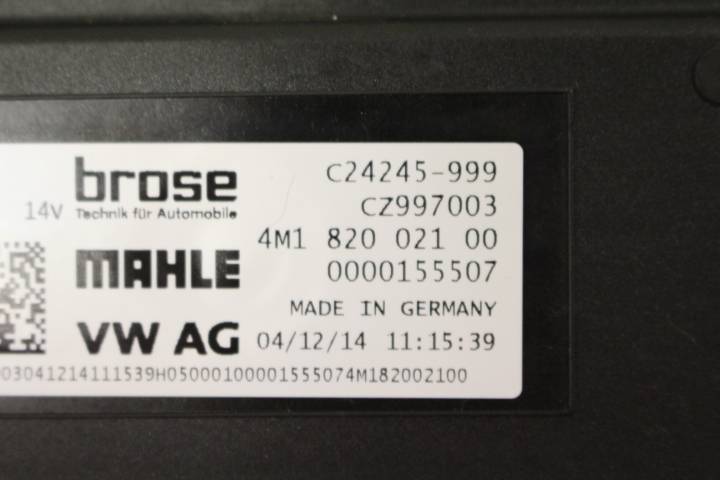 brose
C24245-999
14V Technik für Automobile
CZ997003
4M1 820 021 00
MAHLE
0000155507
MADE IN GERMANY
VW AG
04/12/14 11:15:39
003041214111539H05000100001555074M182002100